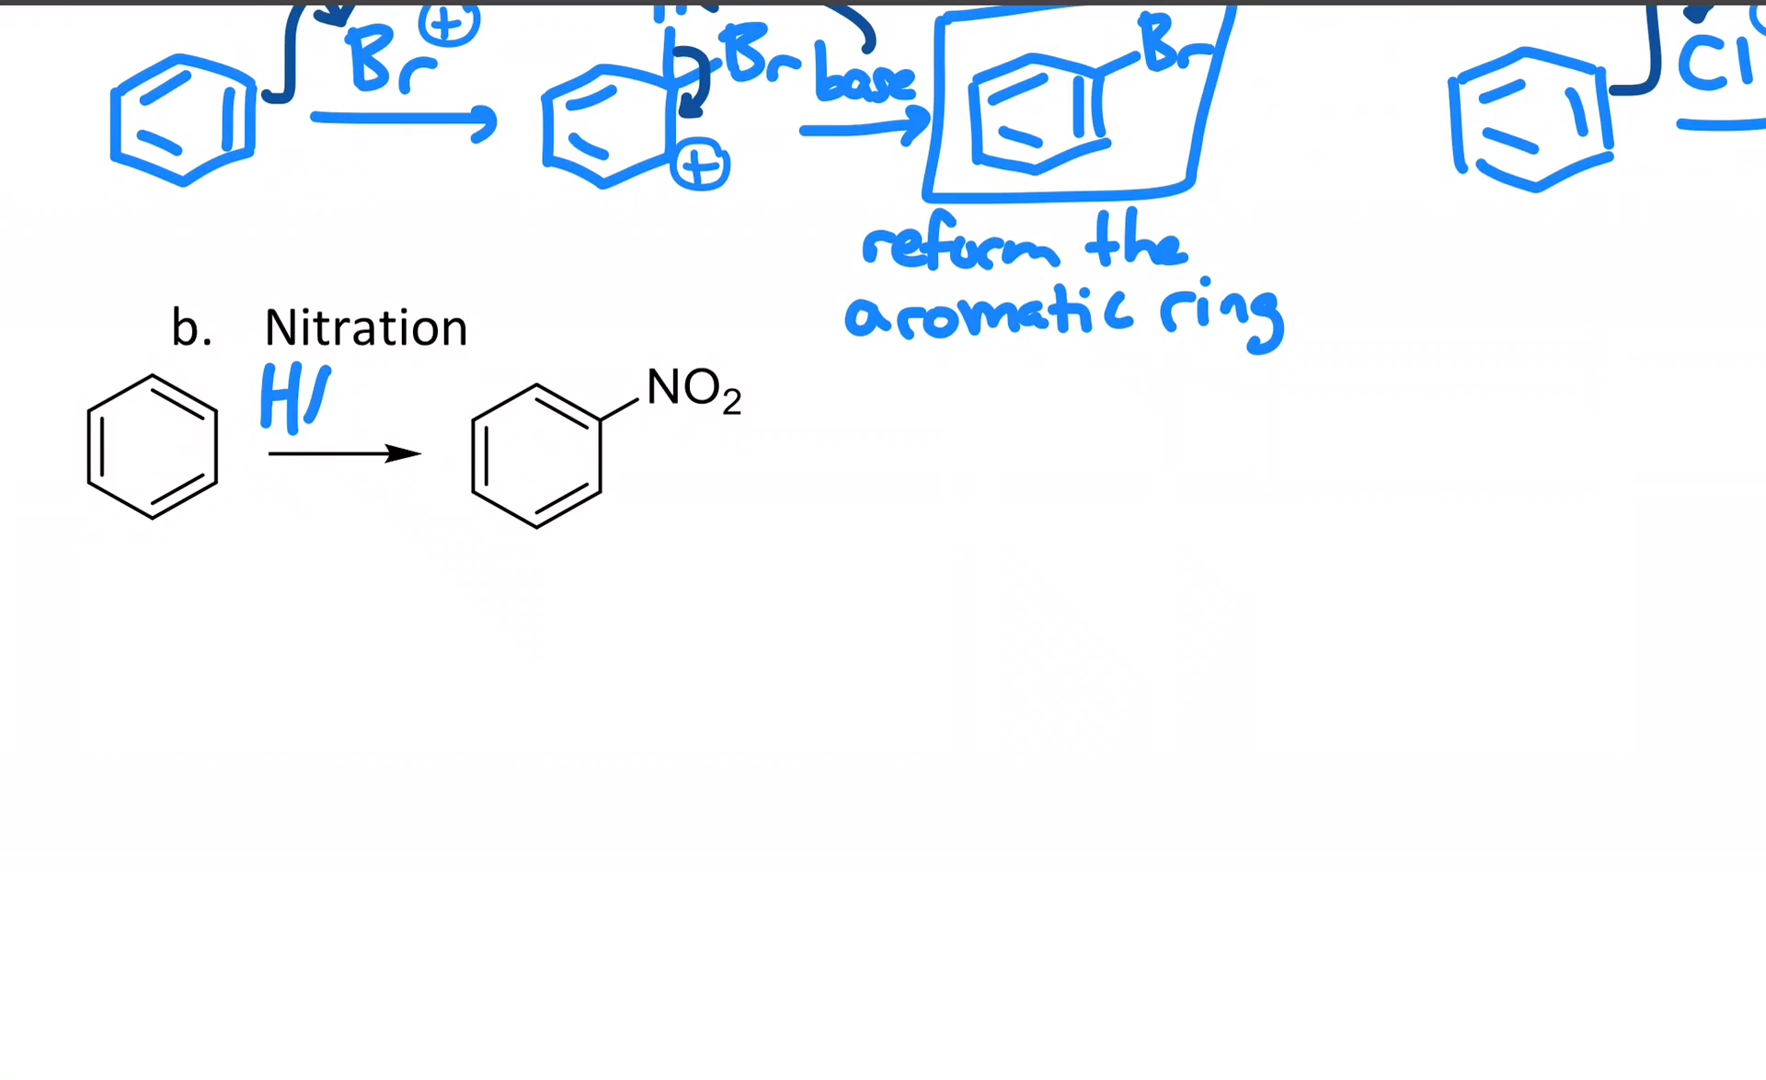 Br ⊕
Br
⊕
base
Br
Cl
reform the
aromatic ring
b. Nitration
H
NO₂